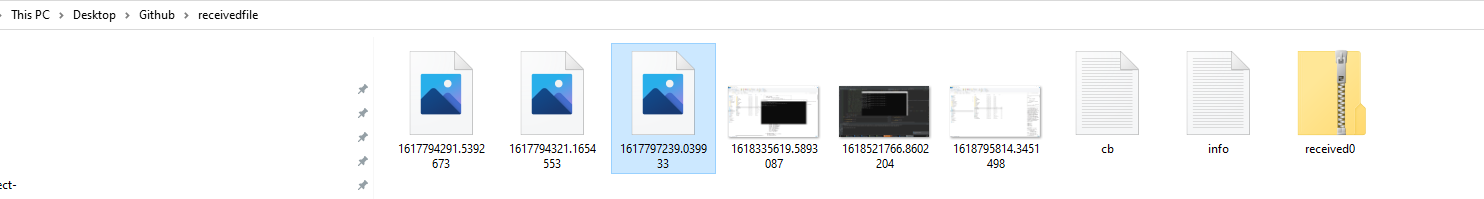 This PC > Desktop > Github > receivedfile
1617794291.5392
673
1617794321.1654
553
1617797239.0399
33
1618335619.5893
087
1618521766.8602
204
1618795814.3451
498
cb
info
received0
ect-